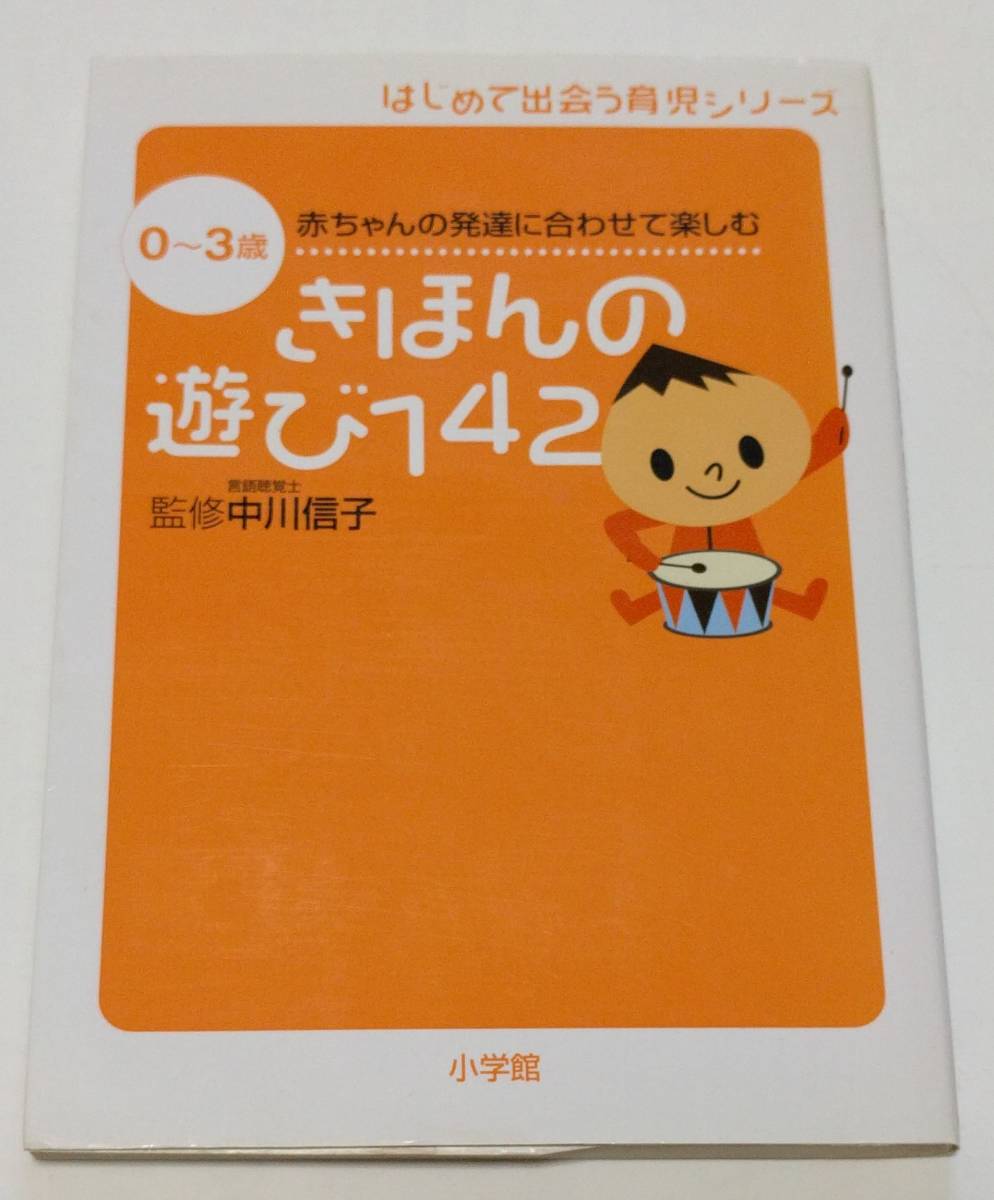 はじめて出会う育児シリーズ
0～3歳
赤ちゃんの発達に合わせて楽しむ
きほんの
遊び142
言語聴覚士
監修中川信子
小学館